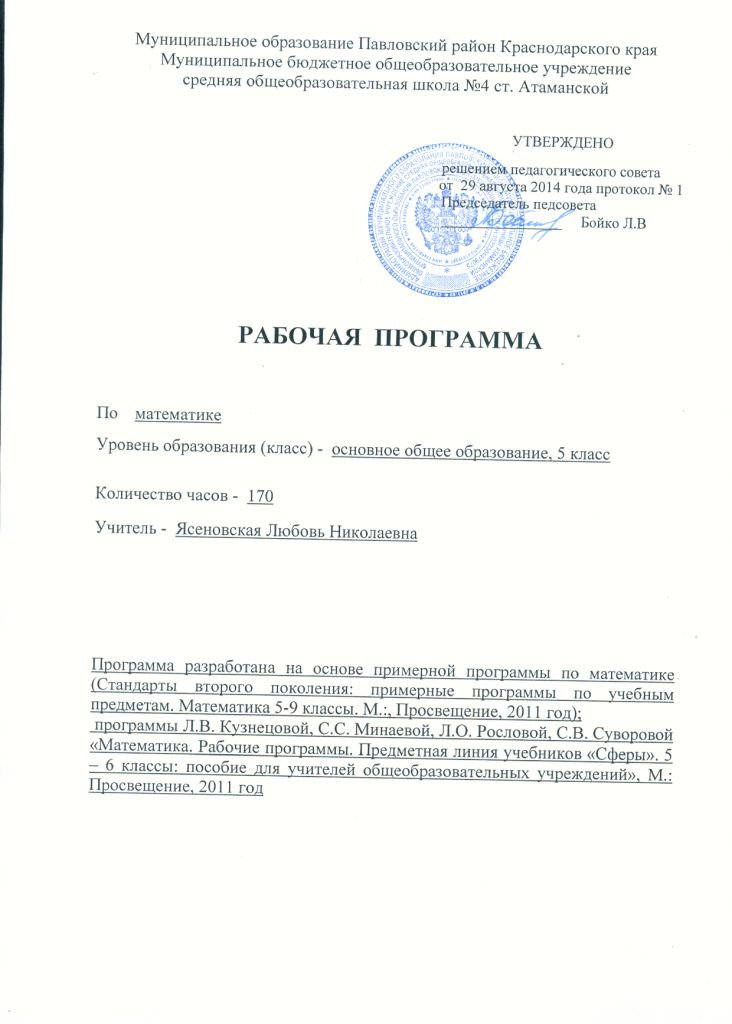 Муниципальное образование Павловский район Краснодарского края
Муниципальное бюджетное общеобразовательное учреждение
средняя общеобразовательная школа №4 ст. Атаманской
УТВЕРЖДЕНО
решением педагогического совета
от 29 августа 2014 года протокол № 1
Председатель педсовета
Бойко Л.В
РАБОЧАЯ ПРОГРАММА
По математике
Уровень образования (класс) - основное общее образование, 5 класс
Количество часов - 170
Учитель - Ясеновская Любовь Николаевна
Программа разработана на основе примерной программы по математике
(Стандарты второго поколения: примерные программы по учебным
предметам. Математика 5-9 классы. М.:, Просвещение, 2011 год);
программы Л.В. Кузнецовой, С.С. Минаевой, Л.О. Рословой, С.В. Суворовой
«Математика. Рабочие программы. Предметная линия учебников «Сферы». 5
– 6 классы: пособие для учителей общеобразовательных учреждений», М.:
Просвещение, 2011 год